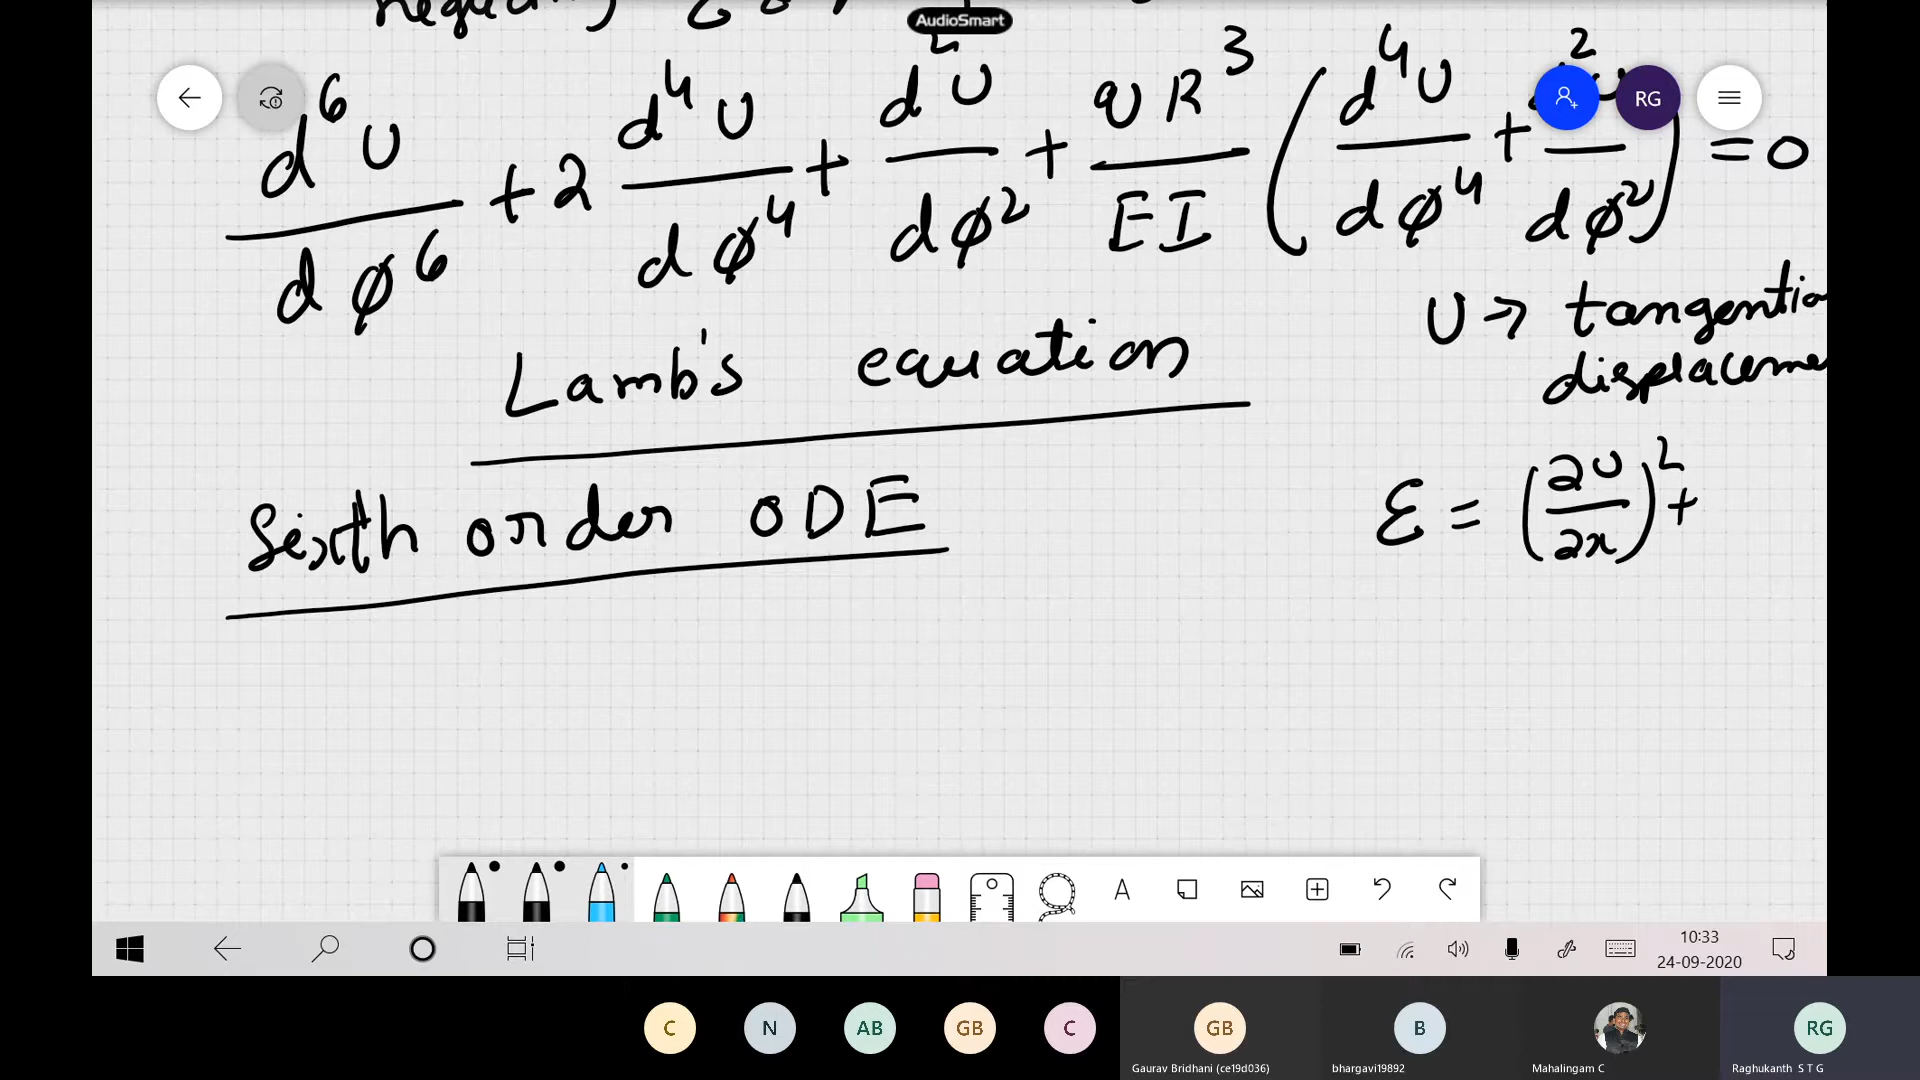 AudioSmart
RG
d⁶U/dφ⁶ + 2 d⁴U/dφ⁴ + d²U/dφ² + qR³/EI ( d⁴U/dφ⁴ + d²U/dφ² ) = 0
U → tangentia
displaceme
Lamb's equation
Sixth order ODE
Ɛ = (∂U/∂x)² +
A
10:33
24-09-2020
C N AB GB C GB B RG
Gaurav Bridhani (ce19d036) bhargavi19892 Mahalingam C Raghukanth S T G